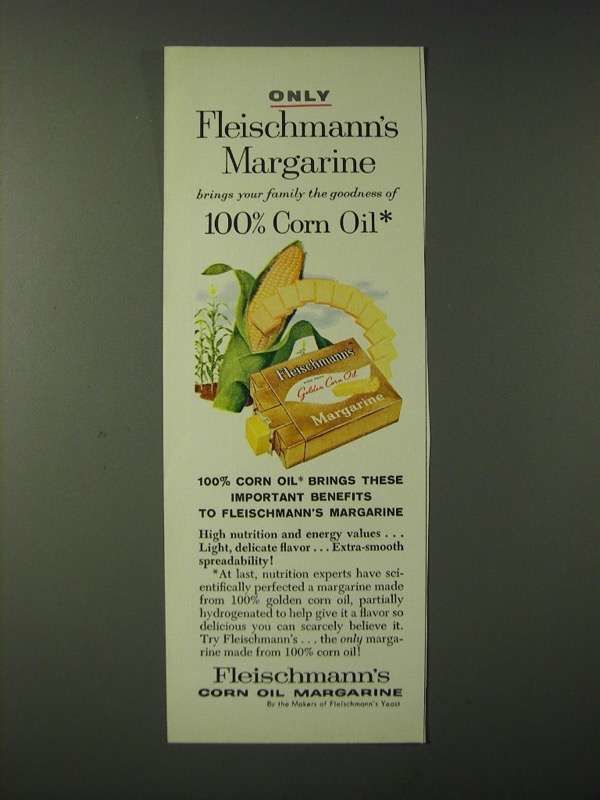 ONLY
Fleischmann's
Margarine
brings your family the goodness of
100% Corn Oil*
Fleischmann's
MADE FROM
Golden Corn Oil
Margarine
100% CORN OIL* BRINGS THESE
IMPORTANT BENEFITS
TO FLEISCHMANN'S MARGARINE
High nutrition and energy values . . .
Light, delicate flavor . . . Extra-smooth
spreadability!
*At last, nutrition experts have sci-
entifically perfected a margarine made
from 100% golden corn oil, partially
hydrogenated to help give it a flavor so
delicious you can scarcely believe it.
Try Fleischmann's . . . the only marga-
rine made from 100% corn oil!
Fleischmann's
CORN OIL MARGARINE
By the Makers of Fleischmann's Yeast